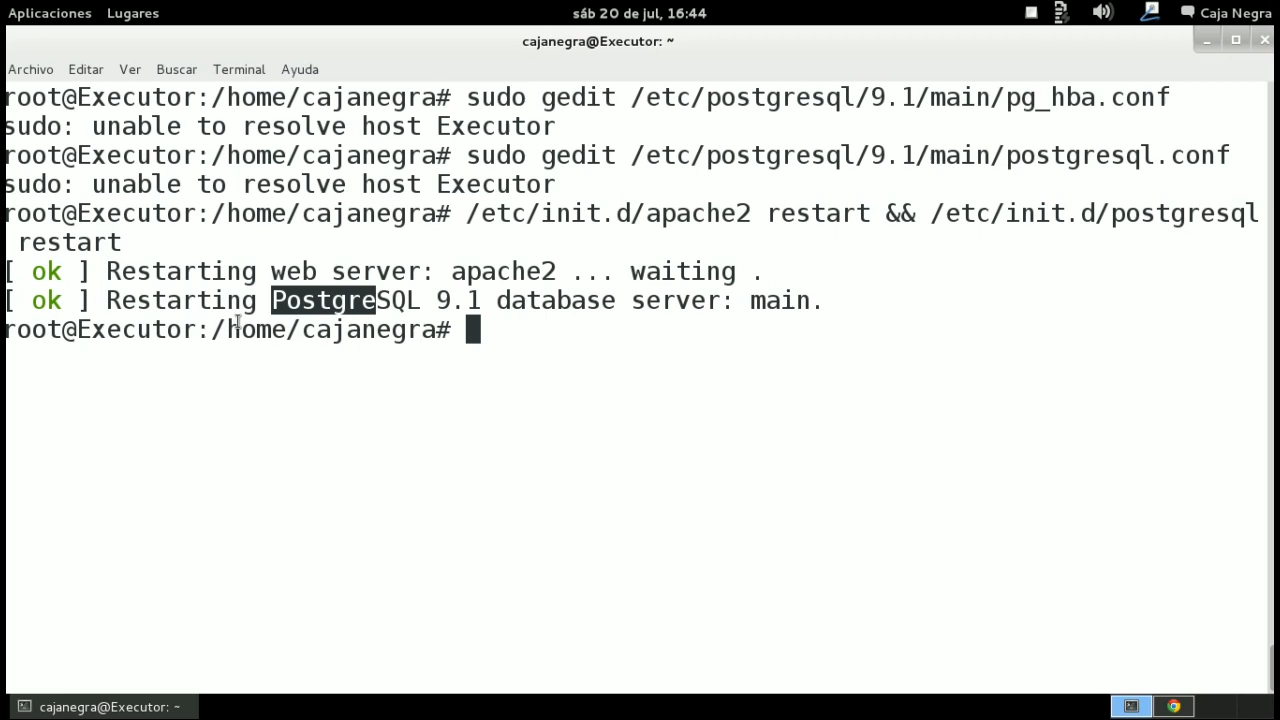 Aplicaciones Lugares sáb 20 de jul, 16:44 Caja Negra
cajanegra@Executor: ~
Archivo Editar Ver Buscar Terminal Ayuda
root@Executor:/home/cajanegra# sudo gedit /etc/postgresql/9.1/main/pg_hba.conf
sudo: unable to resolve host Executor
root@Executor:/home/cajanegra# sudo gedit /etc/postgresql/9.1/main/postgresql.conf
sudo: unable to resolve host Executor
root@Executor:/home/cajanegra# /etc/init.d/apache2 restart && /etc/init.d/postgresql
restart
[ ok ] Restarting web server: apache2 ... waiting .
[ ok ] Restarting PostgreSQL 9.1 database server: main.
root@Executor:/home/cajanegra#
cajanegra@Executor: ~